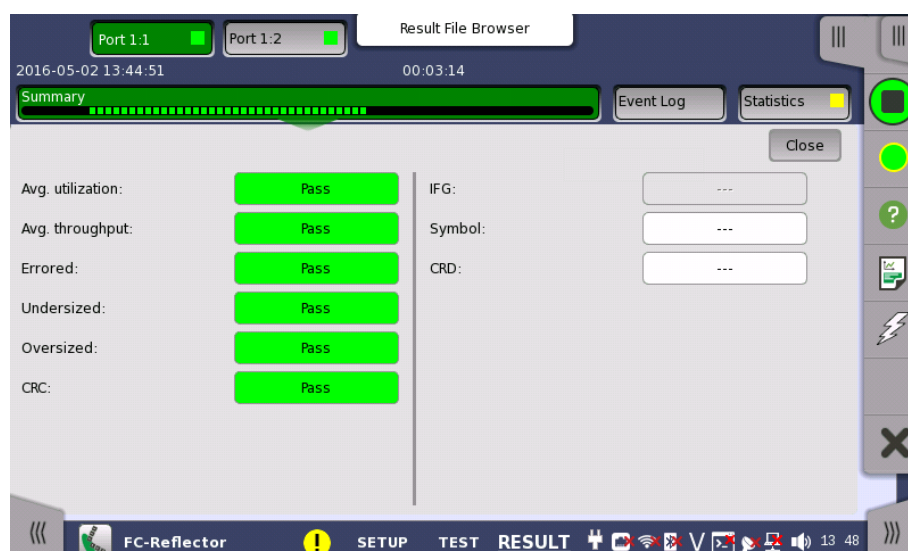 Result File Browser
Port 1:1
Port 1:2
2016-05-02 13:44:51
00:03:14
Summary
Event Log
Statistics
Close
Avg. utilization:
Pass
IFG:
---
Avg. throughput:
Pass
Symbol:
---
Errored:
Pass
CRD:
---
Undersized:
Pass
Oversized:
Pass
CRC:
Pass
FC-Reflector
SETUP
TEST
RESULT
13 48